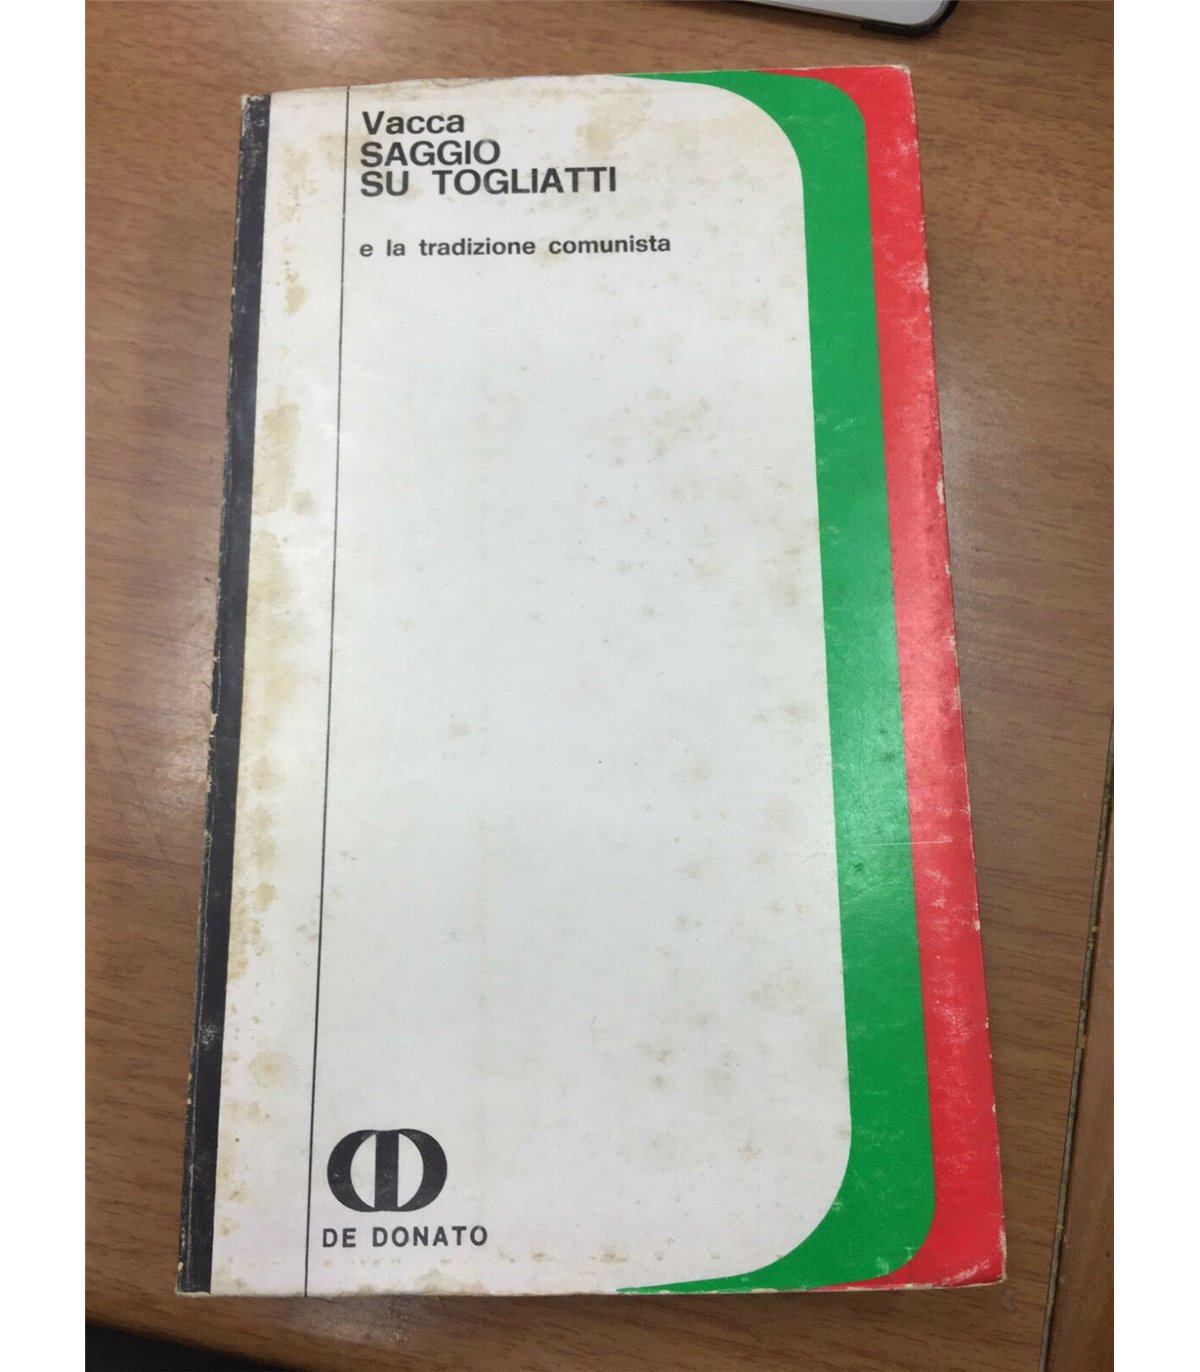 Vacca
SAGGIO
SU TOGLIATTI
e la tradizione comunista
DE DONATO